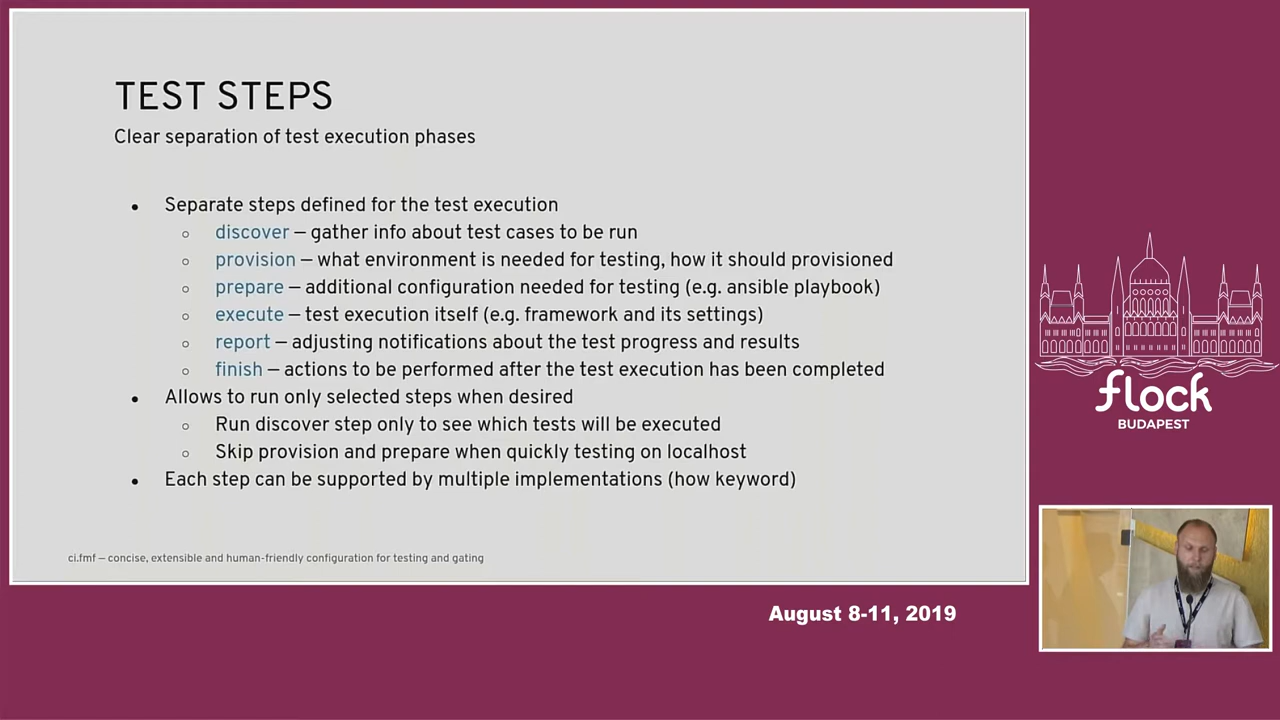 TEST STEPS
Clear separation of test execution phases
● Separate steps defined for the test execution
○ discover – gather info about test cases to be run
○ provision – what environment is needed for testing, how it should provisioned
○ prepare – additional configuration needed for testing (e.g. ansible playbook)
○ execute – test execution itself (e.g. framework and its settings)
○ report – adjusting notifications about the test progress and results
○ finish – actions to be performed after the test execution has been completed
● Allows to run only selected steps when desired
○ Run discover step only to see which tests will be executed
○ Skip provision and prepare when quickly testing on localhost
● Each step can be supported by multiple implementations (how keyword)
ci.fmf – concise, extensible and human-friendly configuration for testing and gating
flock
BUDAPEST
August 8-11, 2019